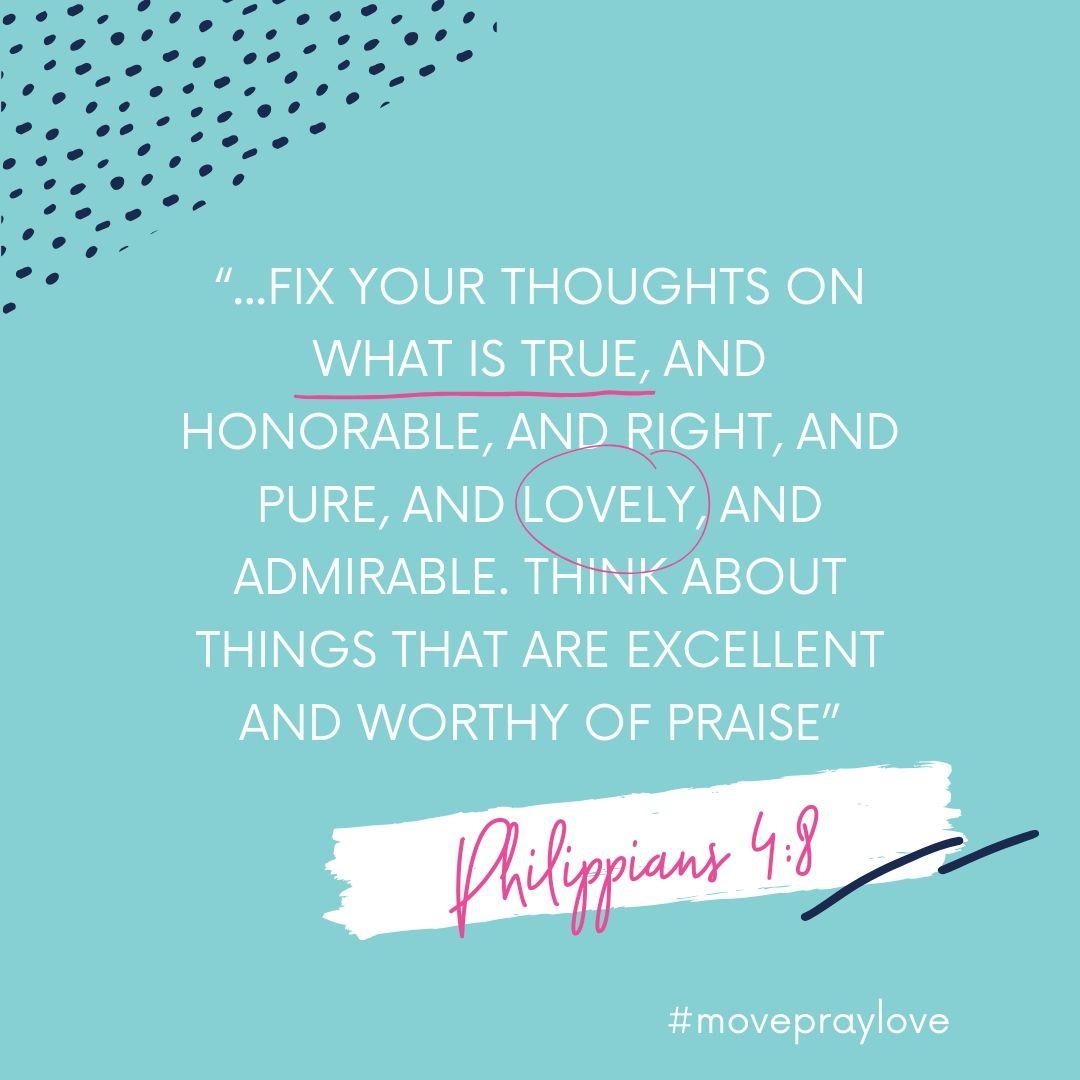 “...FIX YOUR THOUGHTS ON
WHAT IS TRUE, AND
HONORABLE, AND RIGHT, AND
PURE, AND LOVELY, AND
ADMIRABLE. THINK ABOUT
THINGS THAT ARE EXCELLENT
AND WORTHY OF PRAISE”
Philippians 4:8
#movepraylove